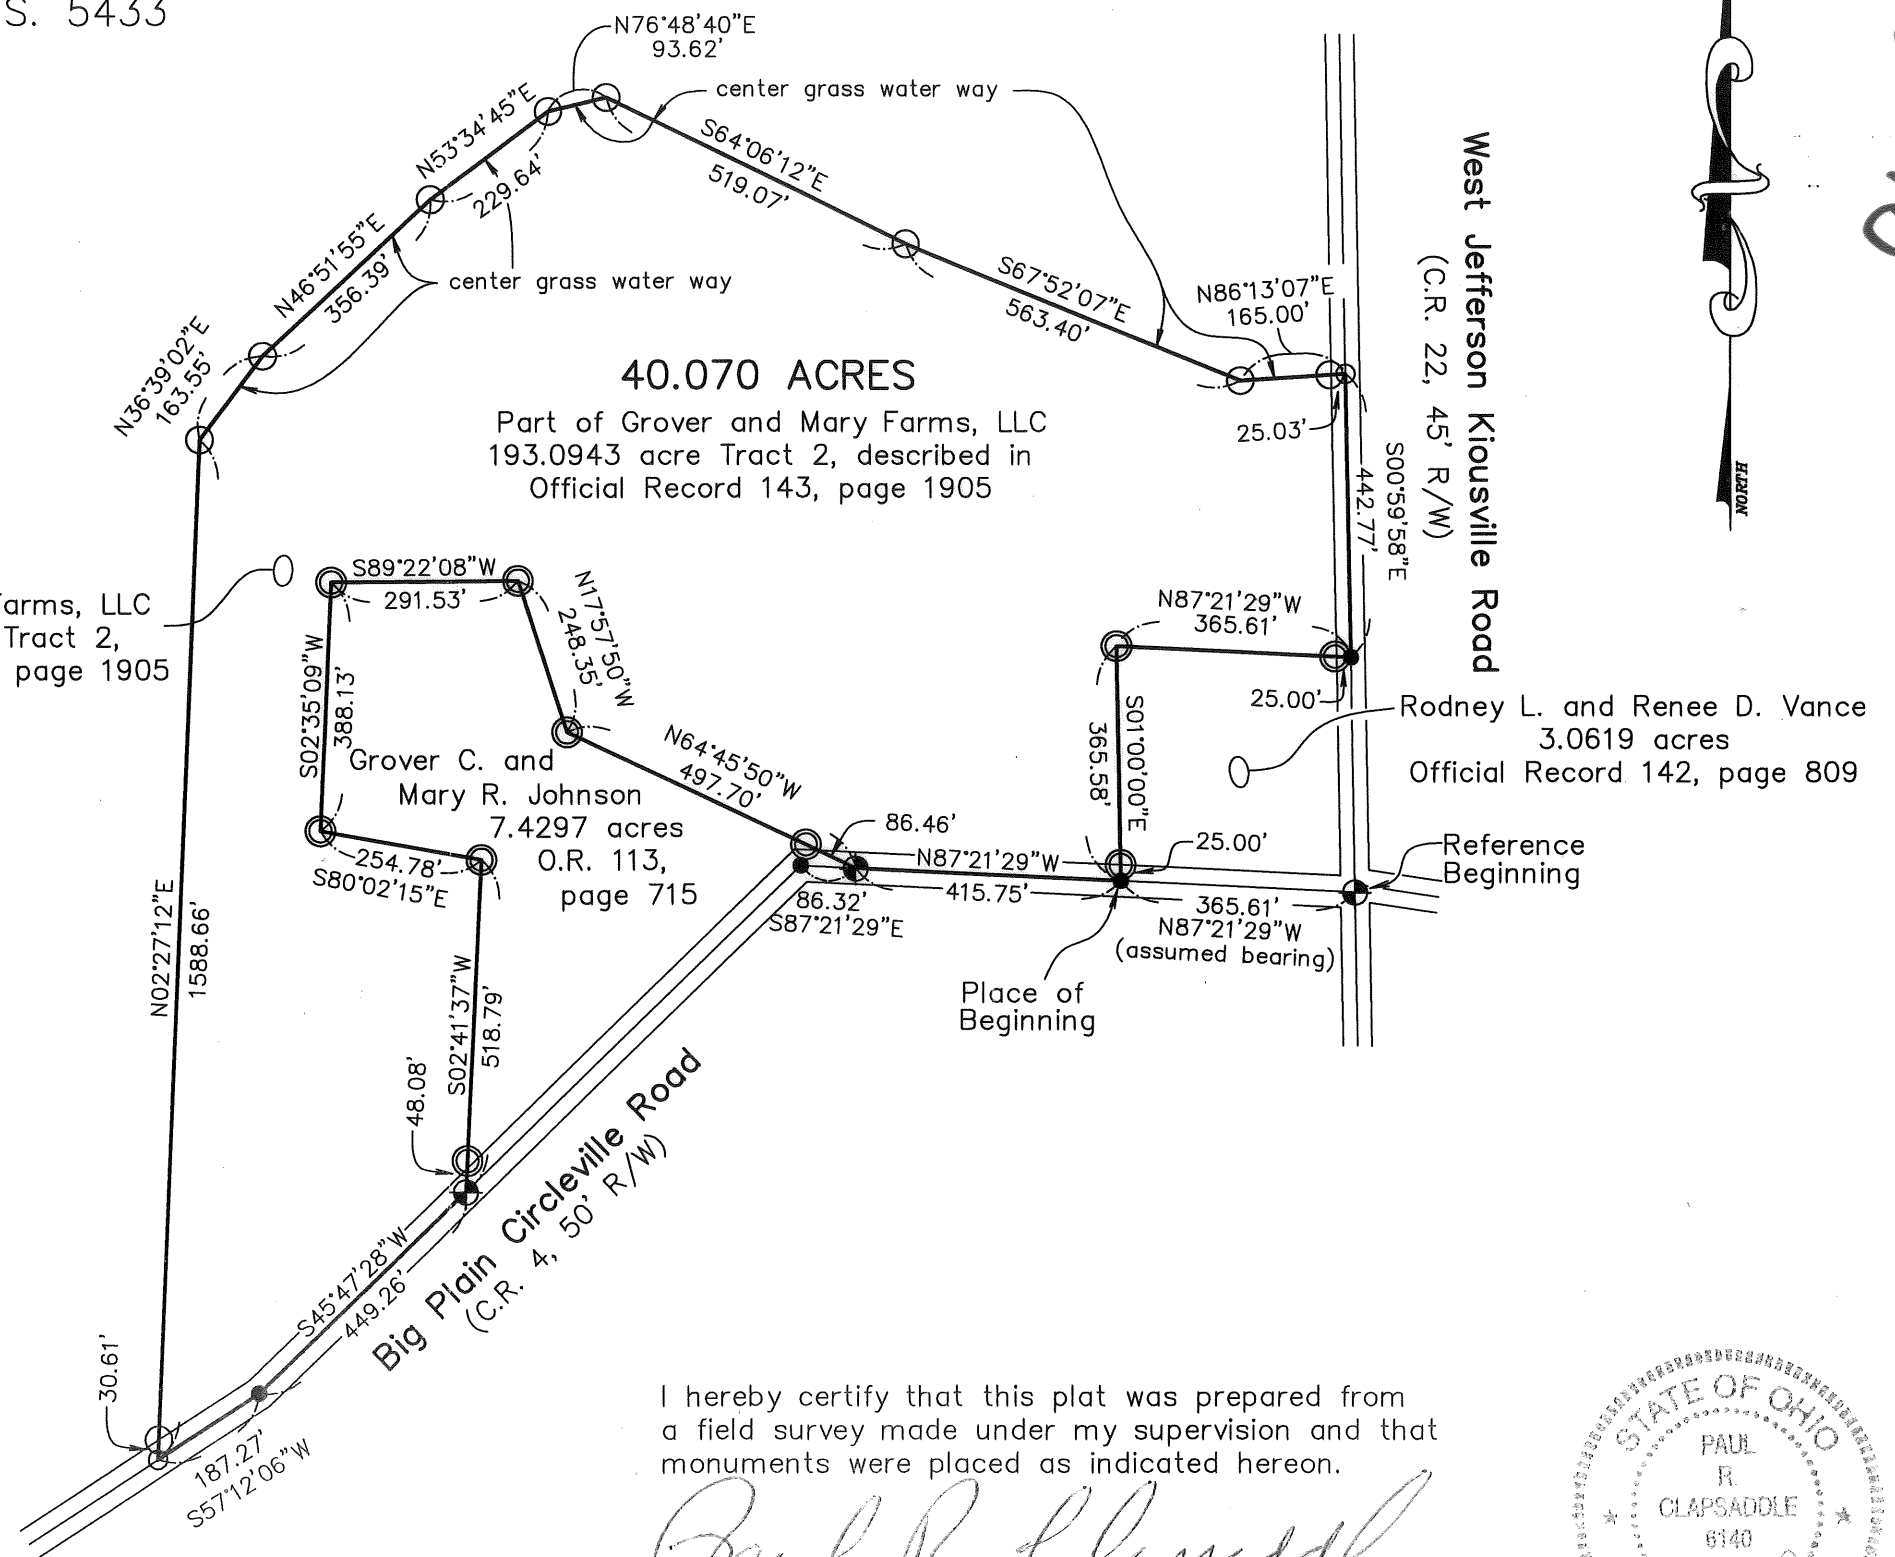 S. 5433
N76°48'40"E
93.62'
center grass water way
N53°34'45"E
229.64'
S64°06'12"E
519.07'
N46°51'55"E
356.39'
center grass water way
S67°52'07"E
563.40'
N86°13'07"E
165.00'
25.03'
N36°39'02"E
163.55'
West Jefferson Kiousville Road
(C.R. 22, 45' R/W)
S00°59'58"E
442.77'
NORTH
40.070 ACRES
Part of Grover and Mary Farms, LLC
193.0943 acre Tract 2, described in
Official Record 143, page 1905
arms, LLC
Tract 2,
page 1905
S89°22'08"W
291.53'
N17°57'50"W
248.35'
S02°35'09"W
388.13'
N87°21'29"W
365.61'
25.00'
S01°00'00"E
365.58'
Rodney L. and Renee D. Vance
3.0619 acres
Official Record 142, page 809
N64°45'50"W
497.70'
Grover C. and
Mary R. Johnson
7.4297 acres
O.R. 113,
page 715
254.78'
S80°02'15"E
86.46'
N87°21'29"W
415.75'
25.00'
86.32'
S87°21'29"E
Reference
Beginning
365.61'
N87°21'29"W
(assumed bearing)
Place of
Beginning
N02°27'12"E
1588.66'
S02°41'37"W
518.79'
48.08'
Big Plain Circleville Road
(C.R. 4, 50' R/W)
S45°47'28"W
449.26'
30.61'
187.27'
S57°12'06"W
I hereby certify that this plat was prepared from
a field survey made under my supervision and that
monuments were placed as indicated hereon.
STATE OF OHIO
PAUL
R.
CLAPSADDLE
6140